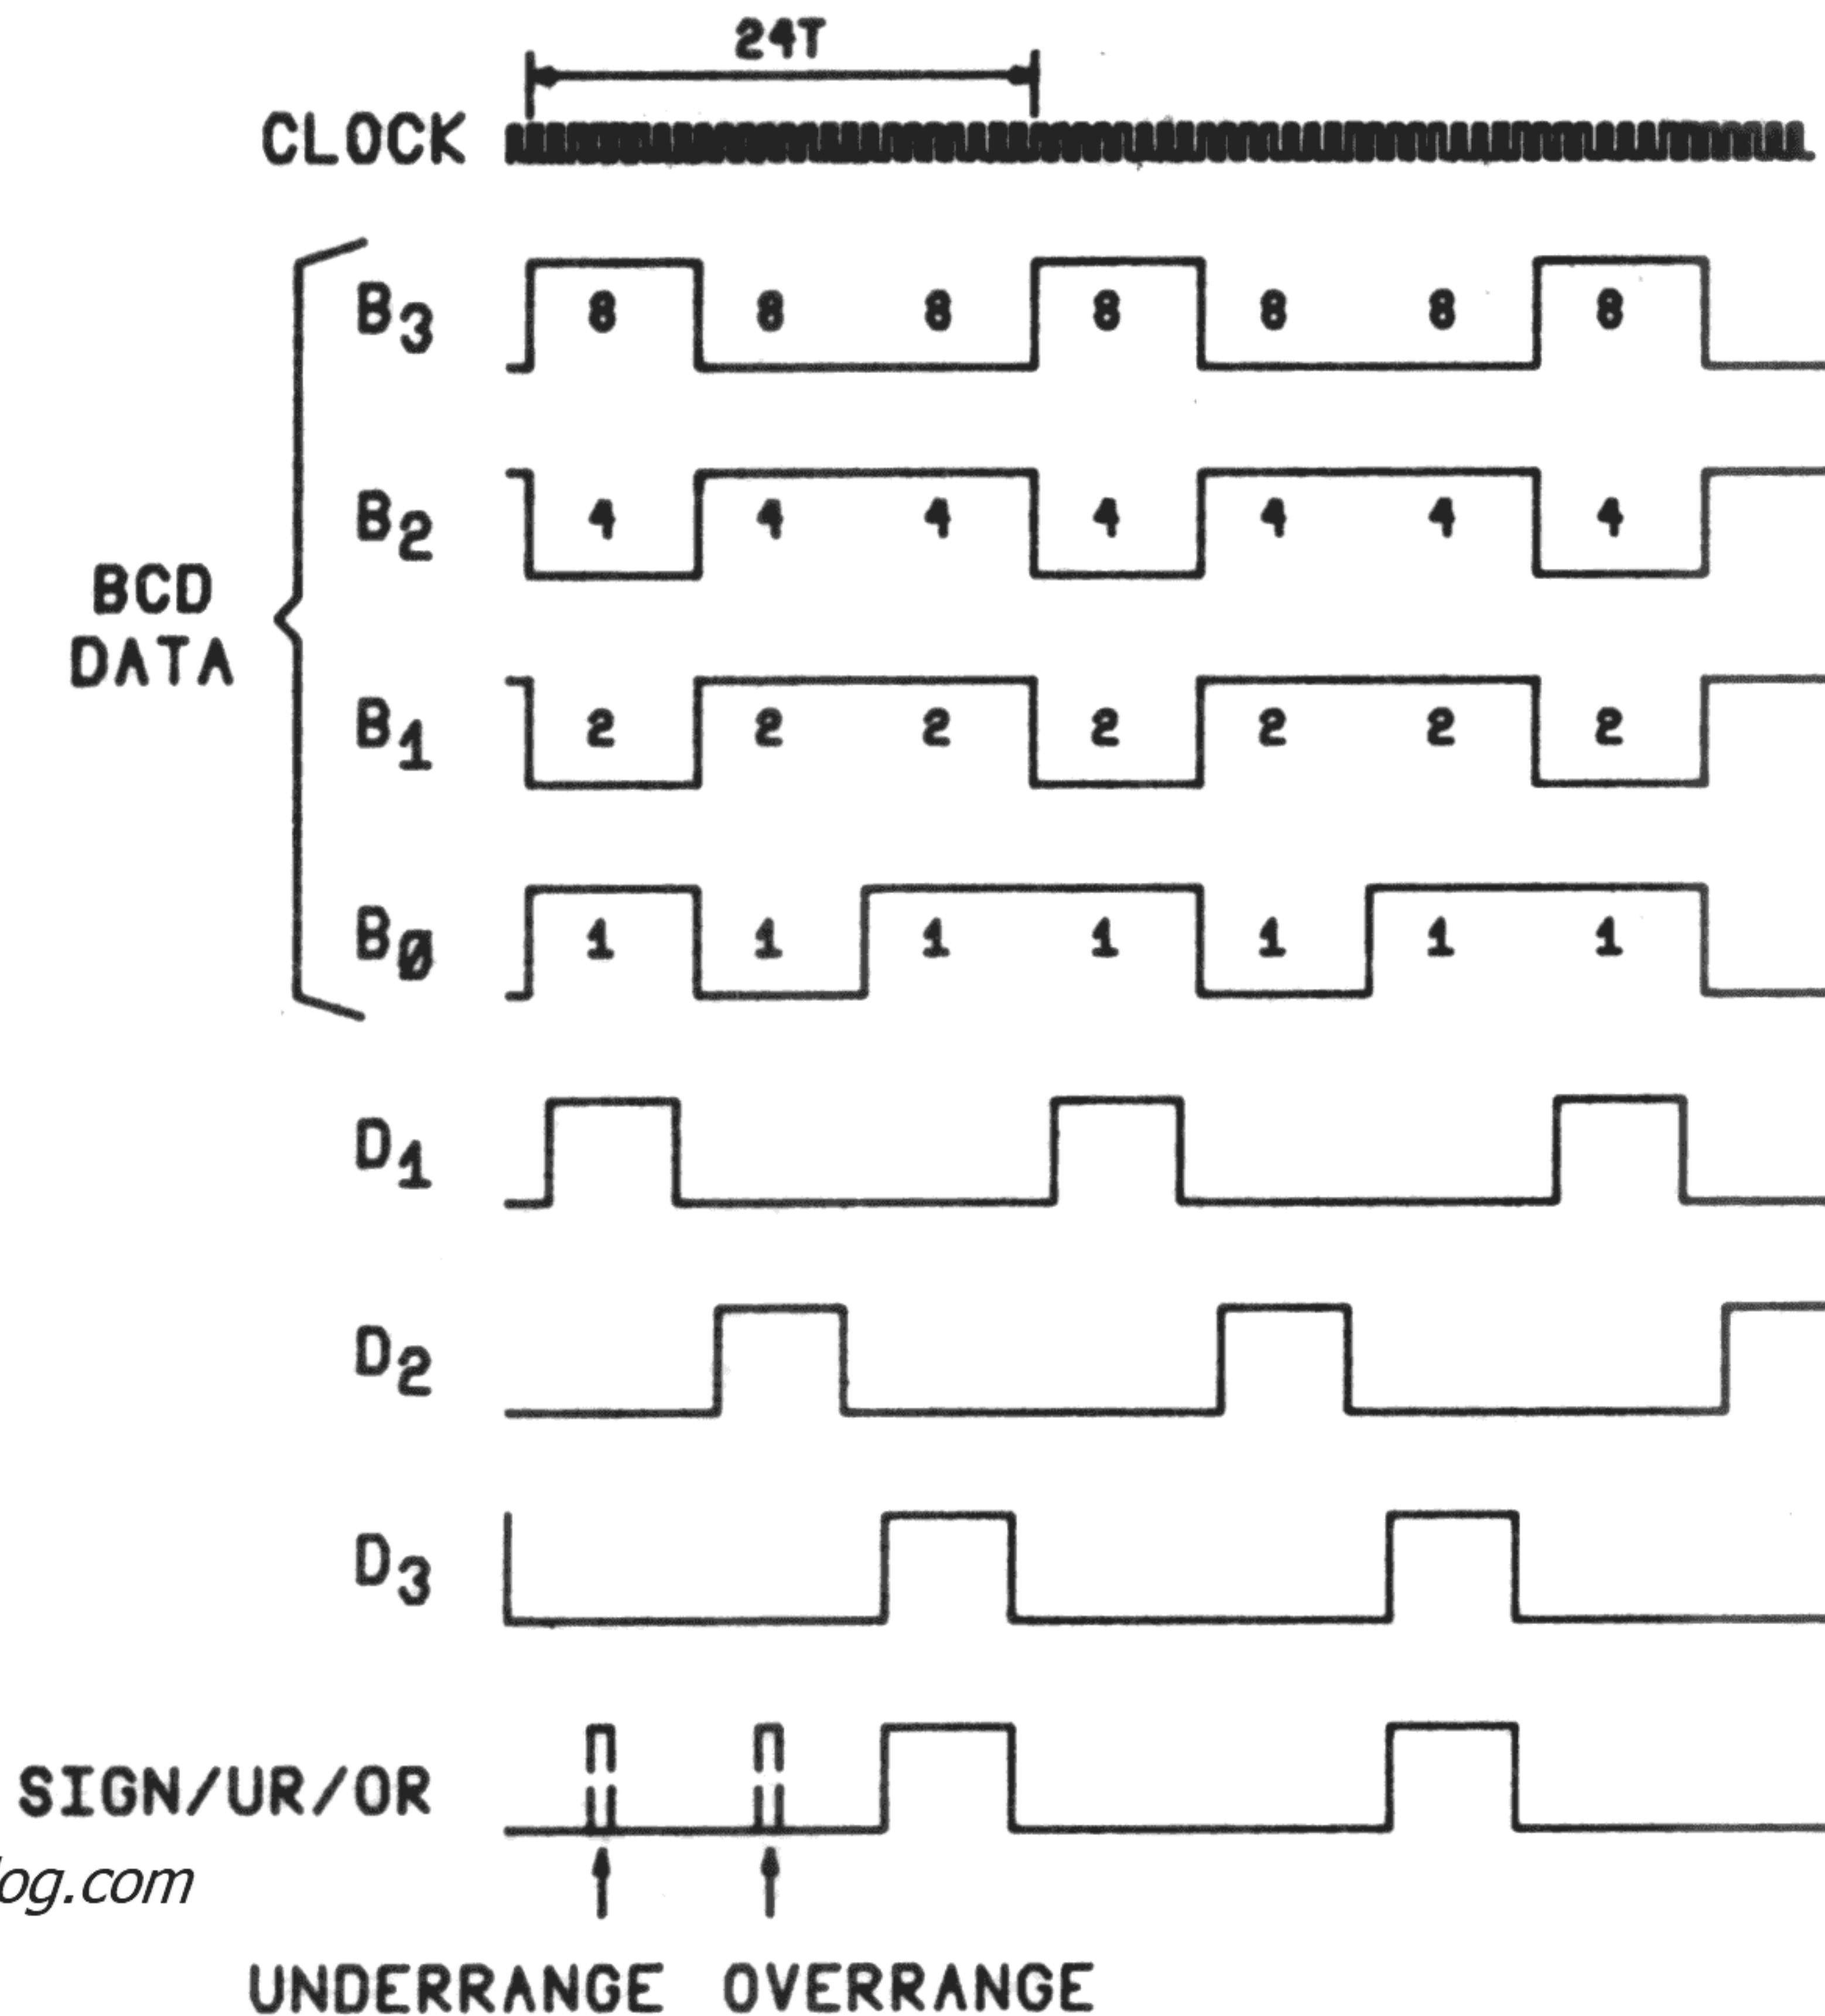 24T
CLOCK
B3 8 8 8 8 8 8 8
B2 4 4 4 4 4 4 4
BCD
DATA
B1 2 2 2 2 2 2 2
BØ 1 1 1 1 1 1 1
D1
D2
D3
SIGN/UR/OR
og.com
UNDERRANGE OVERRANGE